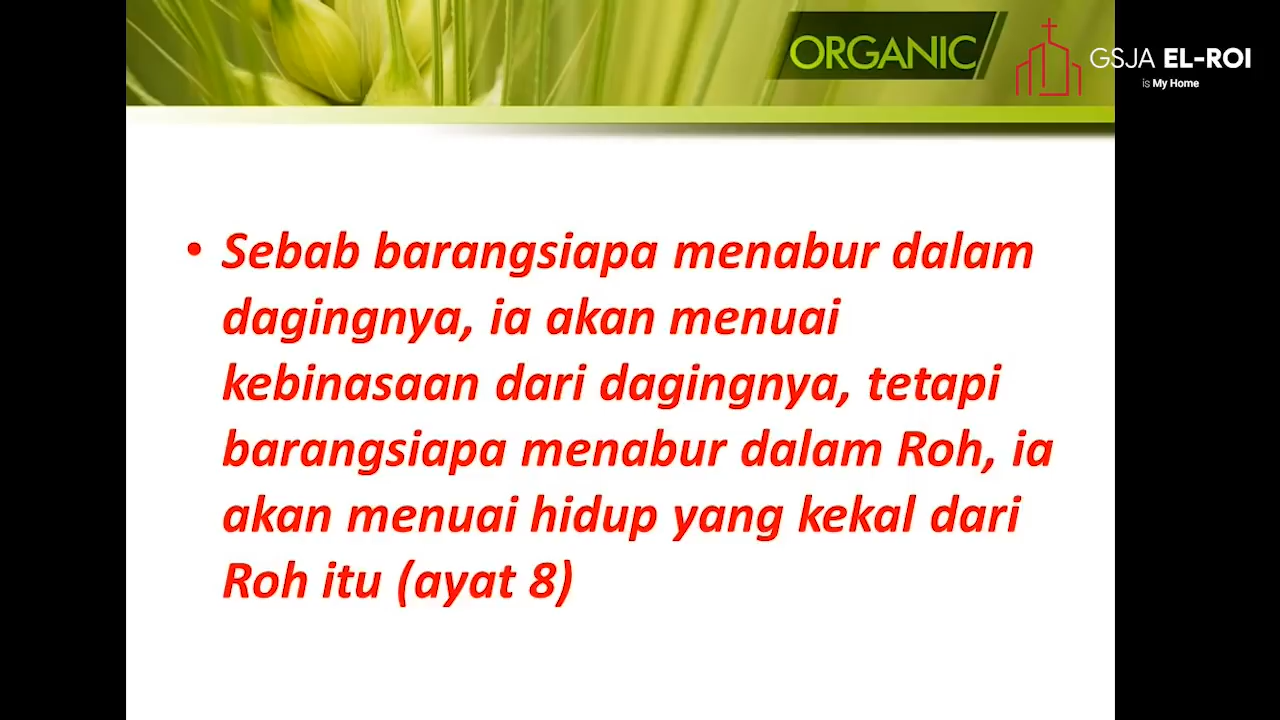 ORGANIC
GSJA EL-ROI
is My Home
• Sebab barangsiapa menabur dalam
dagingnya, ia akan menuai
kebinasaan dari dagingnya, tetapi
barangsiapa menabur dalam Roh, ia
akan menuai hidup yang kekal dari
Roh itu (ayat 8)